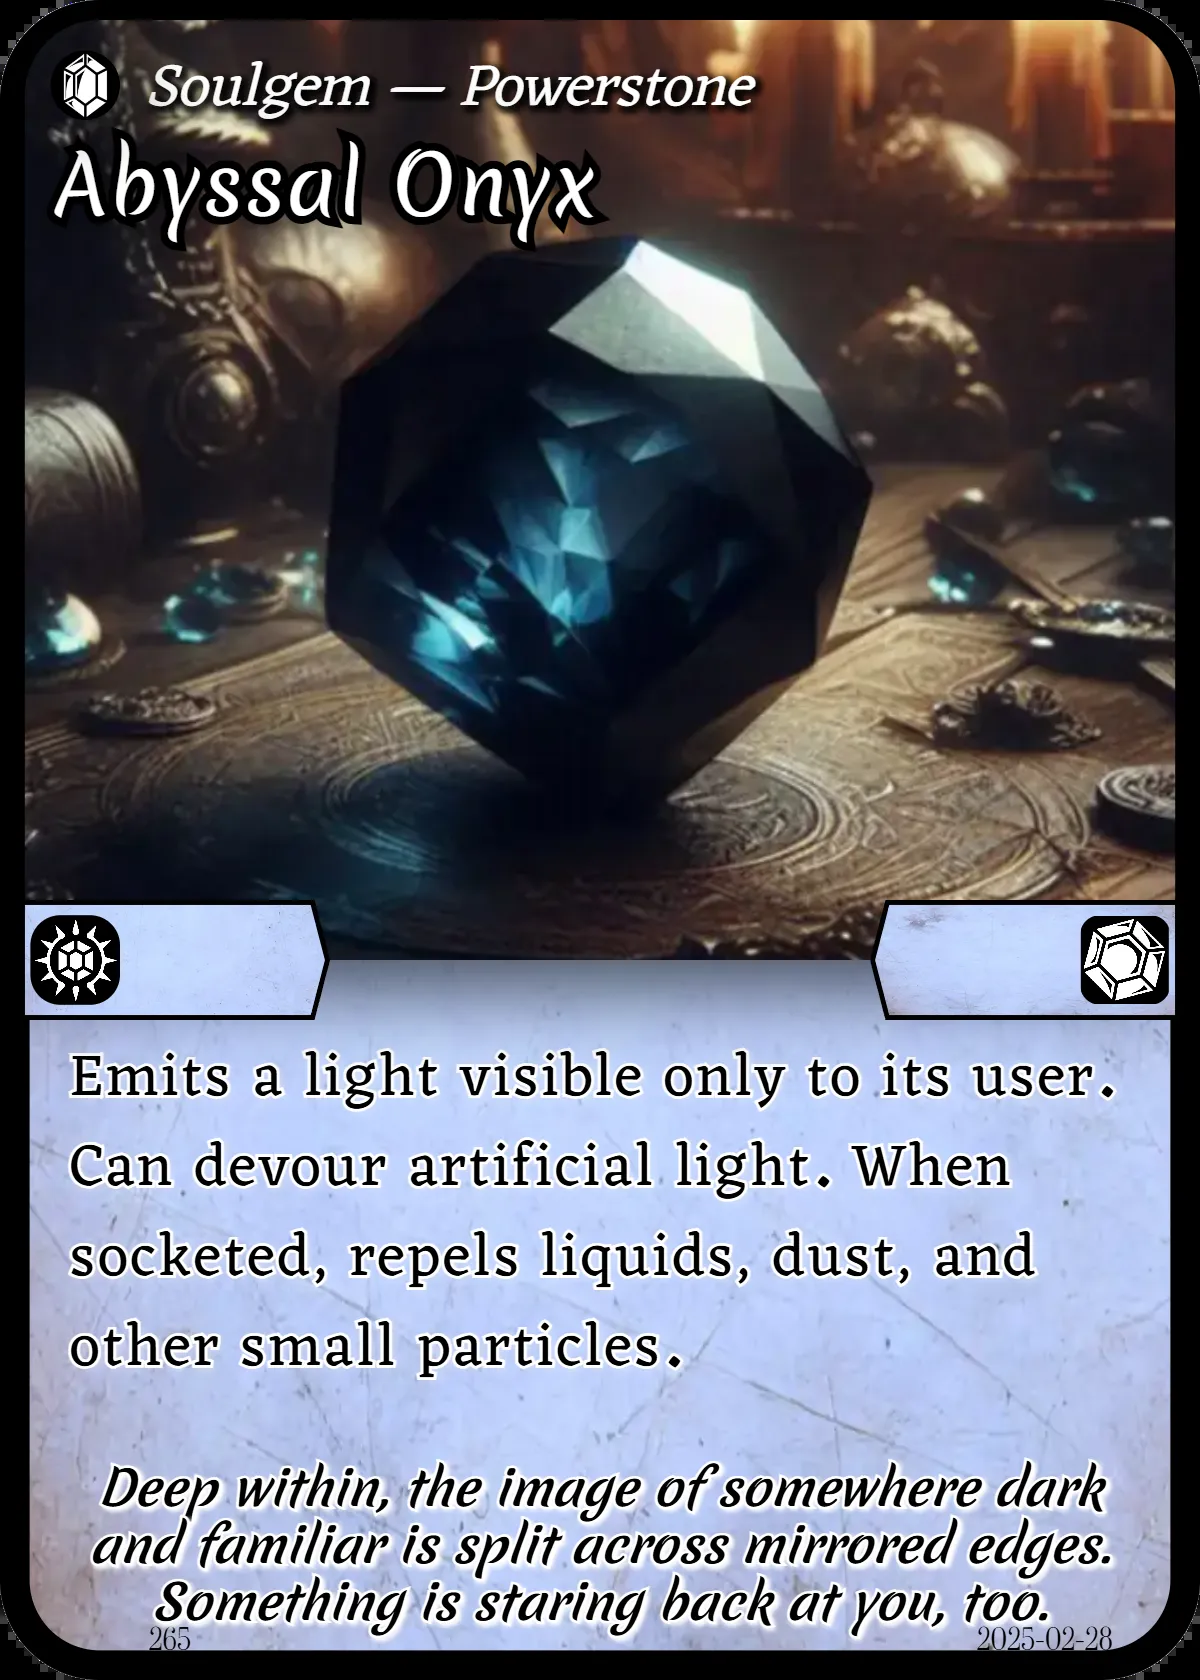 Soulgem — Powerstone
Abyssal Onyx
Emits a light visible only to its user.
Can devour artificial light. When
socketed, repels liquids, dust, and
other small particles.
Deep within, the image of somewhere dark
and familiar is split across mirrored edges.
Something is staring back at you, too.
265 2025-02-28